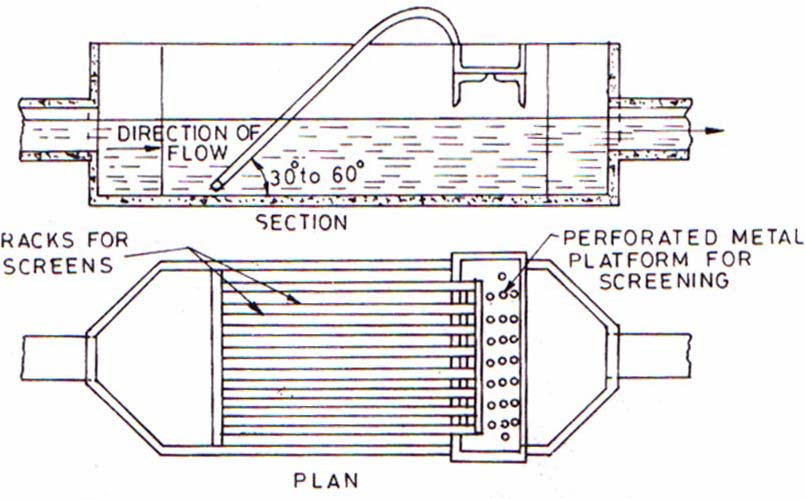 DIRECTION OF
FLOW
30° to 60°
SECTION
RACKS FOR
SCREENS
PERFORATED METAL
PLATFORM FOR
SCREENING
PLAN